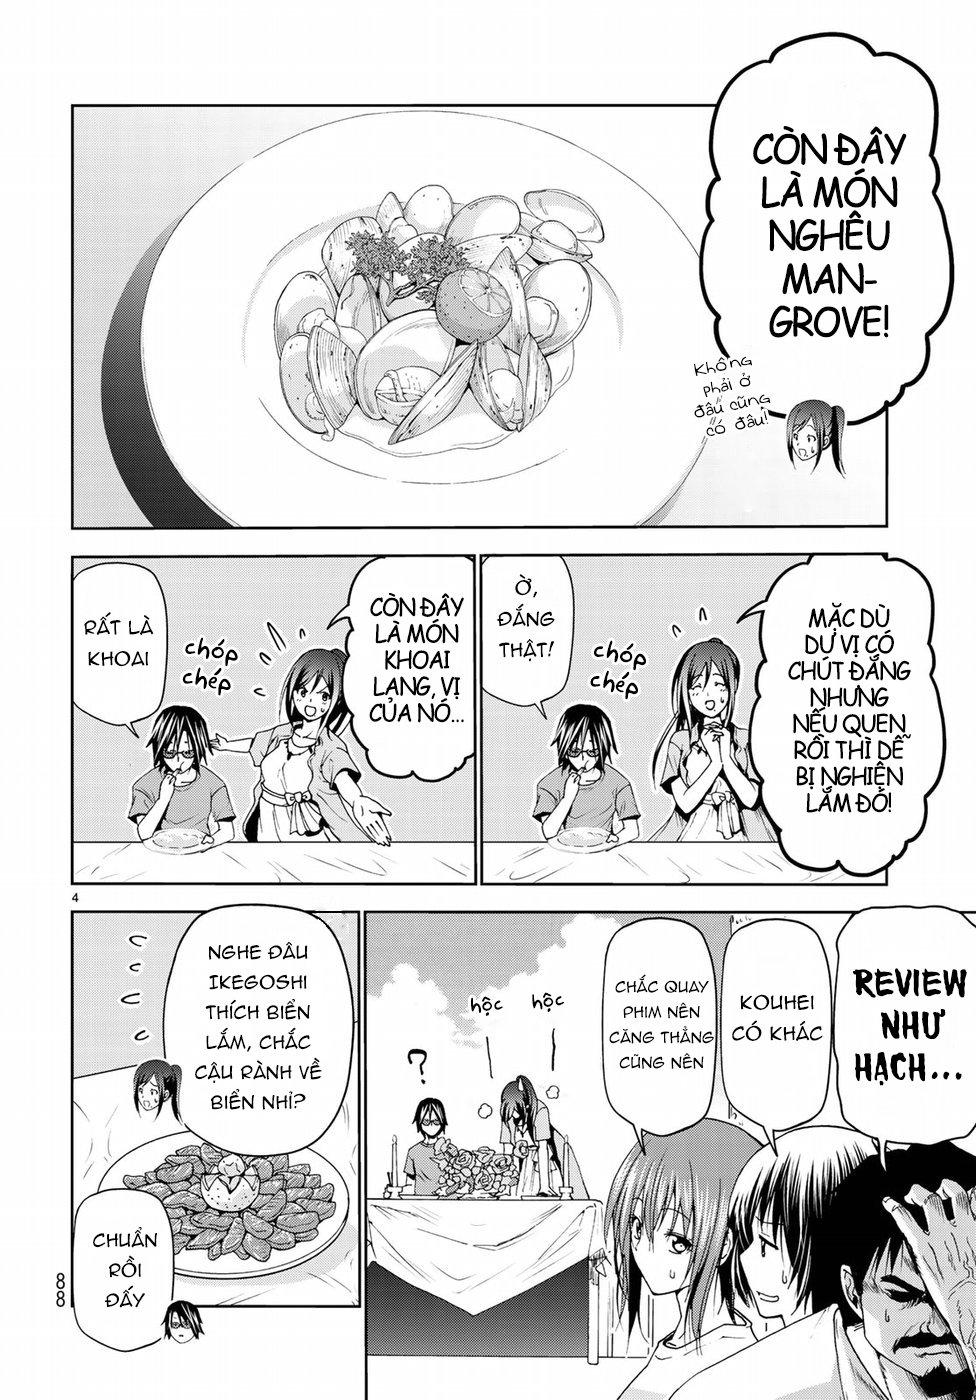 CÒN ĐÂY
LÀ MÓN
NGHÊU
MAN-
GROVE!
Không
phải ở
đâu cũng
có đâu!
MẶC DÙ
DƯ VỊ CÓ
CHÚT ĐẮNG
NHƯNG
NẾU QUEN
RỒI THÌ DỄ
BỊ NGHIỆN
LẮM ĐÓ!
chóp
chép
Ờ,
ĐẮNG
THẬT!
CÒN ĐÂY
LÀ MÓN
KHOAI
LANG, VỊ
CỦA NÓ...
chóp
chép
RẤT LÀ
KHOAI
4
REVIEW
NHƯ
HẠCH...
KOUHEI
CÓ KHÁC
CHẮC QUAY
PHIM NÊN
CĂNG THẲNG
CŨNG NÊN
hộc
hộc
?
NGHE ĐÂU
IKEGOSHI
THÍCH BIỂN
LẮM, CHẮC
CẬU RÀNH VỀ
BIỂN NHỈ?
CHUẨN
RỒI
ĐẤY
88